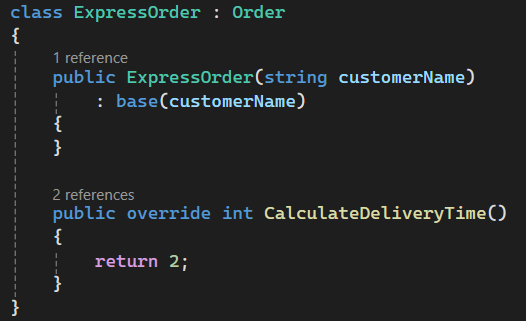 class ExpressOrder : Order
{
1 reference
public ExpressOrder(string customerName)
: base(customerName)
{
}
2 references
public override int CalculateDeliveryTime()
{
return 2;
}
}